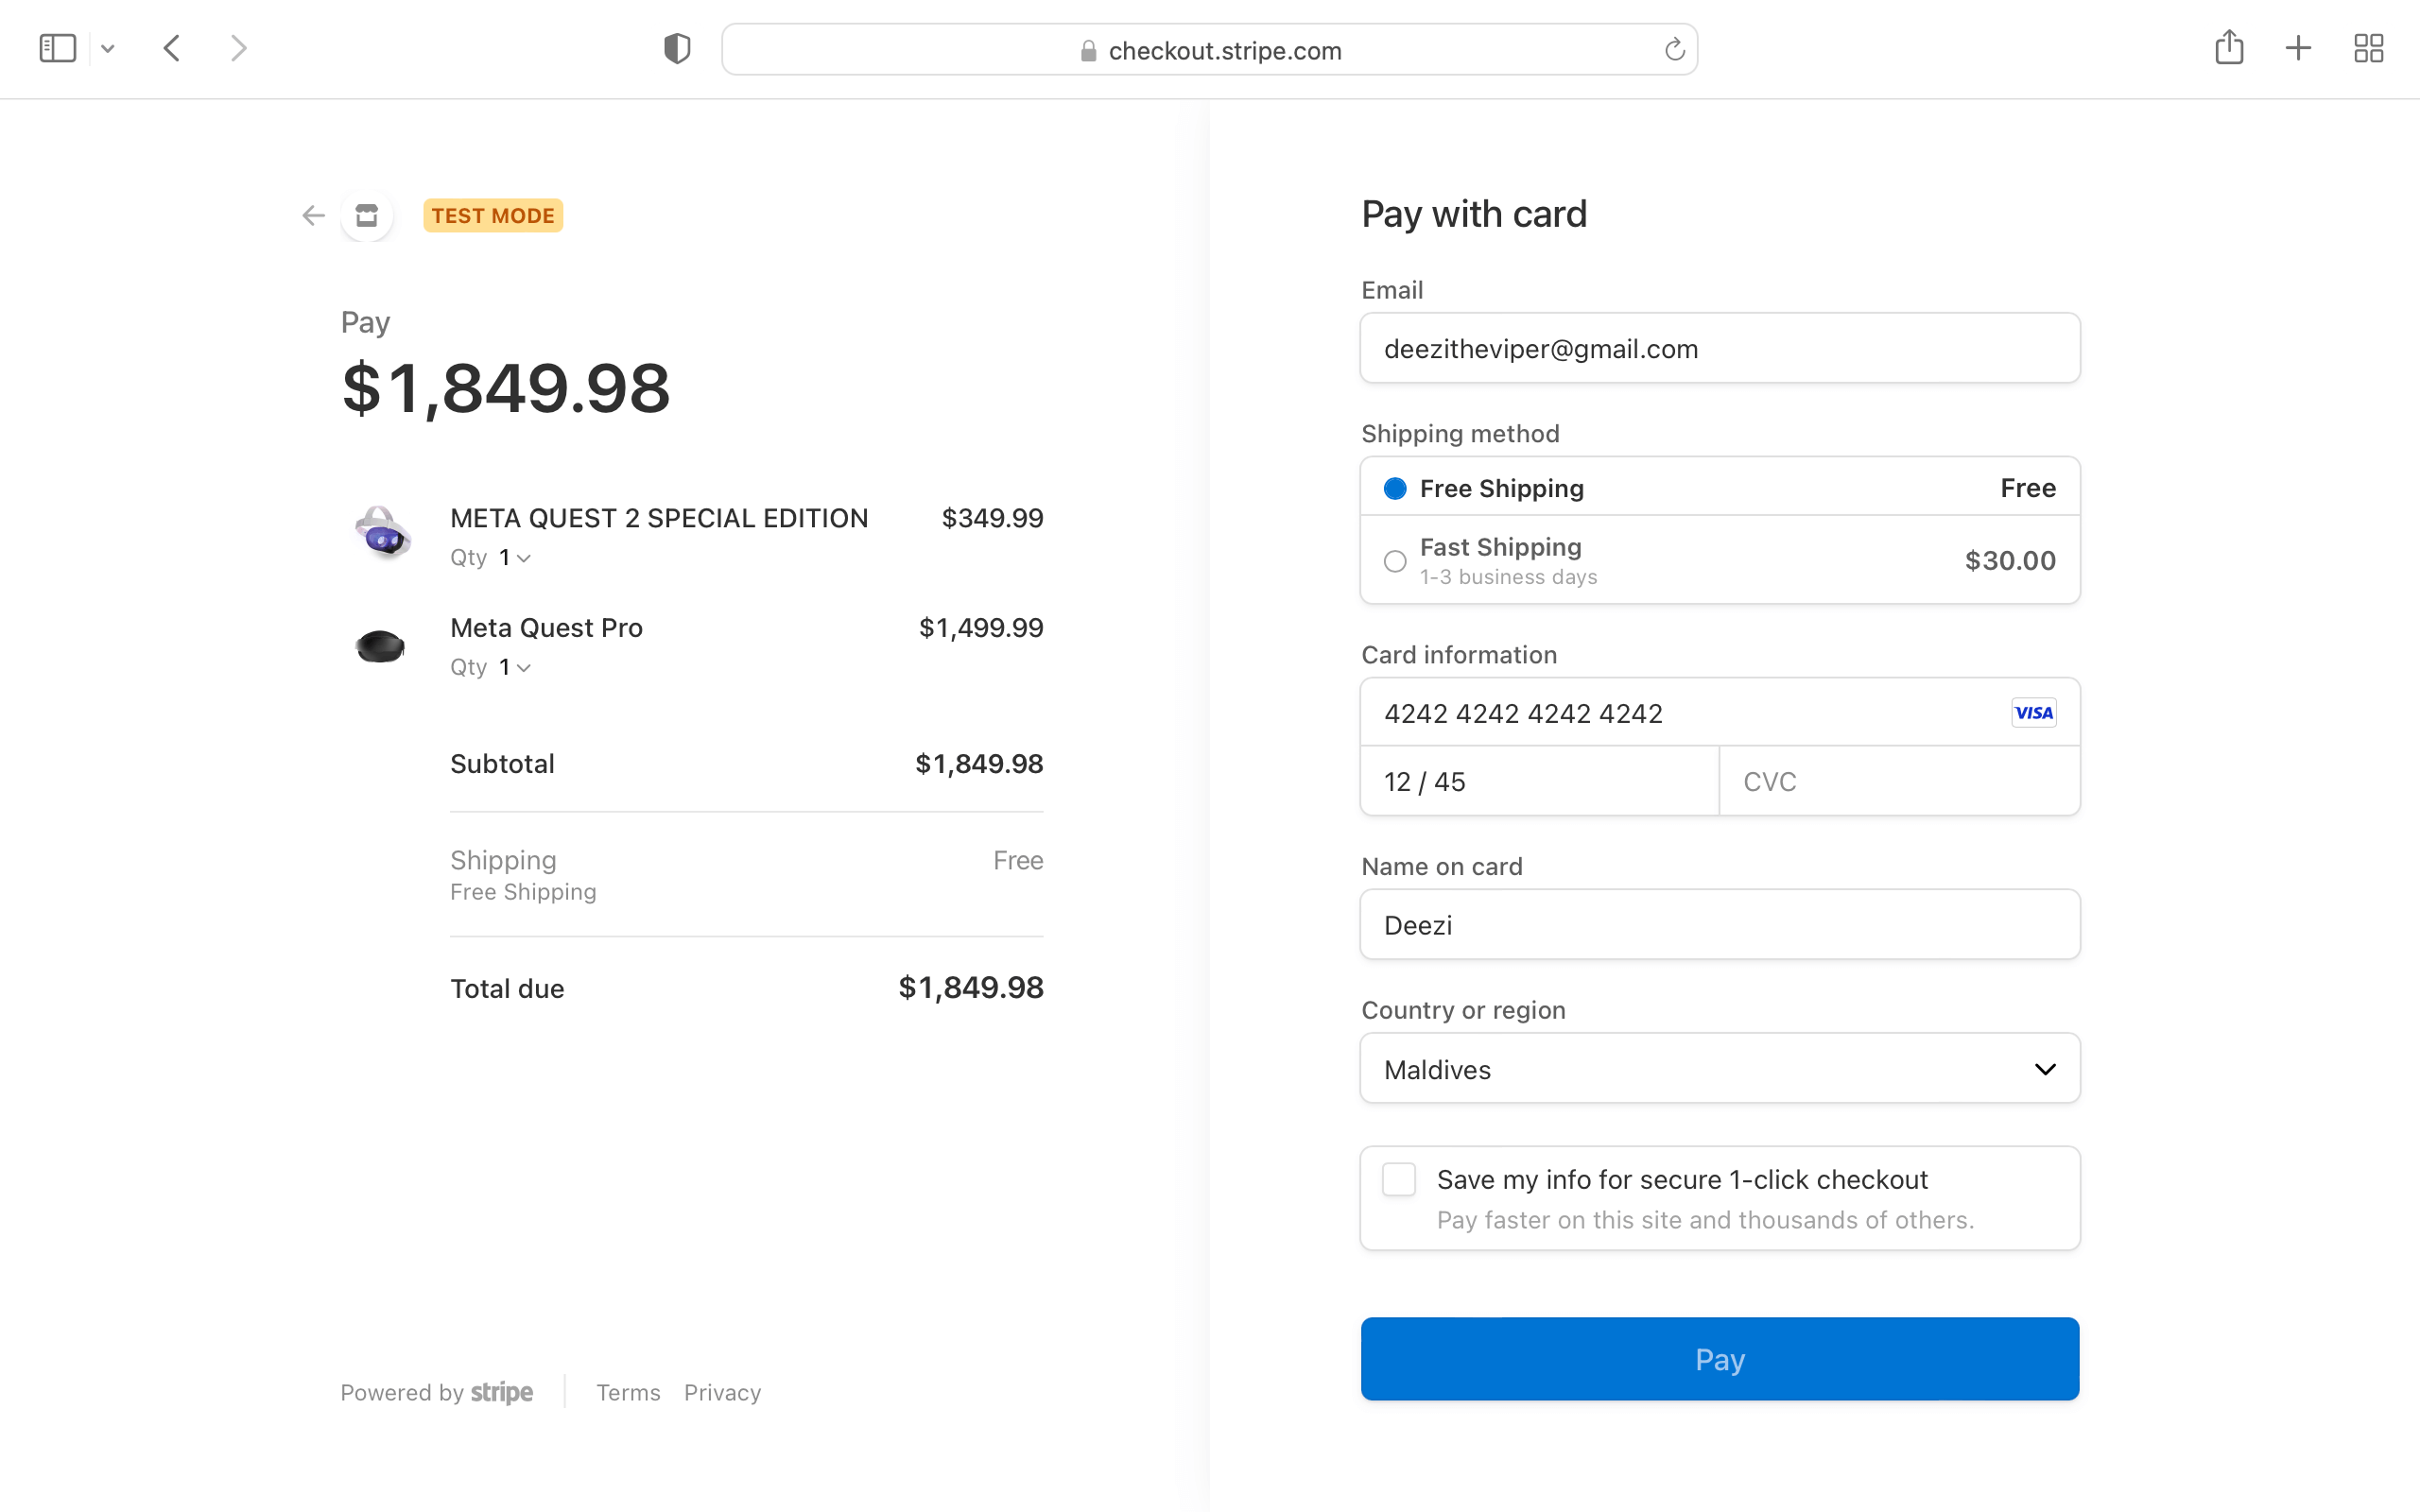 checkout.stripe.com
TEST MODE
Pay
$1,849.98
META QUEST 2 SPECIAL EDITION $349.99
Qty 1
Meta Quest Pro $1,499.99
Qty 1
Subtotal $1,849.98
Shipping Free
Free Shipping
Total due $1,849.98
Powered by stripe Terms Privacy
Pay with card
Email
deezitheviper@gmail.com
Shipping method
Free Shipping Free
Fast Shipping $30.00
1-3 business days
Card information
4242 4242 4242 4242 VISA
12 / 45 CVC
Name on card
Deezi
Country or region
Maldives
Save my info for secure 1-click checkout
Pay faster on this site and thousands of others.
Pay